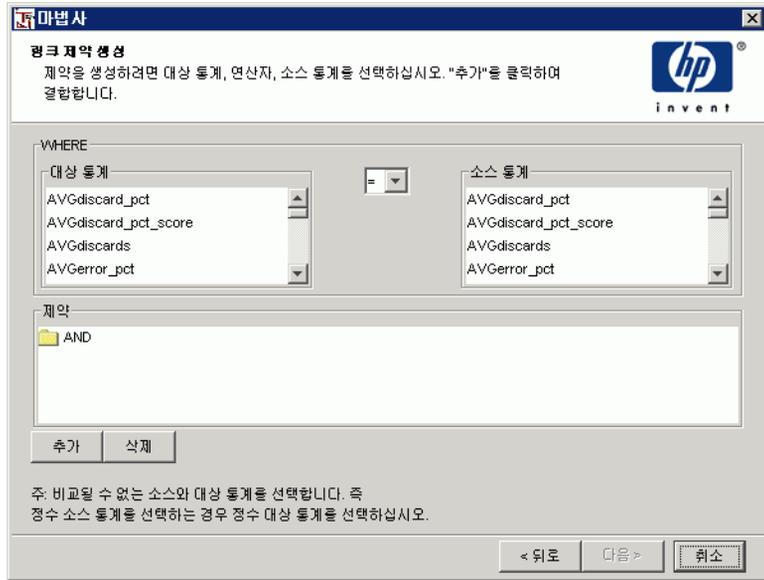 마법사
링크 제약 생성
제약을 생성하려면 대상 통계, 연산자, 소스 통계를 선택하십시오. "추가"를 클릭하여
결합합니다.
hp
®
invent
WHERE
대상 통계
=
소스 통계
AVGdiscard_pct
AVGdiscard_pct_score
AVGdiscards
AVGerror_pct
AVGdiscard_pct
AVGdiscard_pct_score
AVGdiscards
AVGerror_pct
제약
AND
추가
삭제
주: 비교될 수 없는 소스와 대상 통계를 선택합니다. 즉
정수 소스 통계를 선택하는 경우 정수 대상 통계를 선택하십시오.
< 뒤로
다음 >
취소